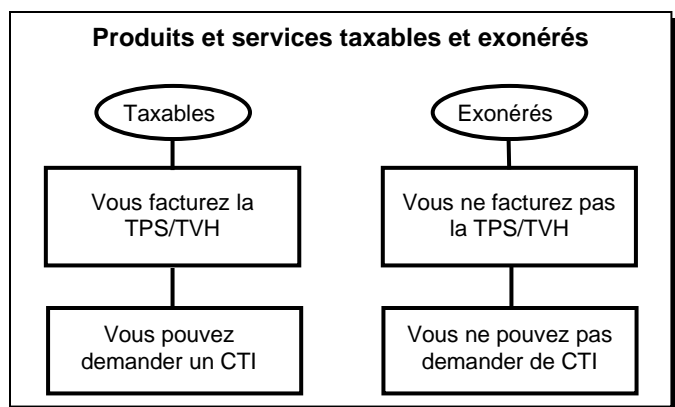 Produits et services taxables et exonérés
Taxables
Vous facturez la
TPS/TVH
Vous pouvez
demander un CTI
Exonérés
Vous ne facturez pas
la TPS/TVH
Vous ne pouvez pas
demander de CTI